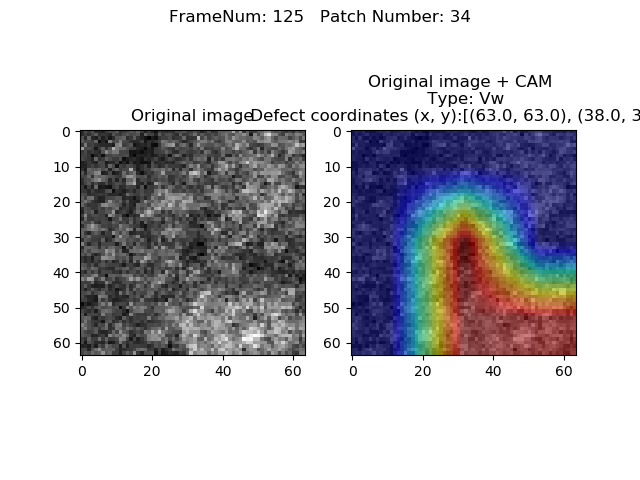 FrameNum: 125   Patch Number: 34
Original image + CAM
Type: Vw
Original image
Defect coordinates (x, y):[(63.0, 63.0), (38.0, 3
0
10
20
30
40
50
60
0 20 40 60
0
10
20
30
40
50
60
0 20 40 60